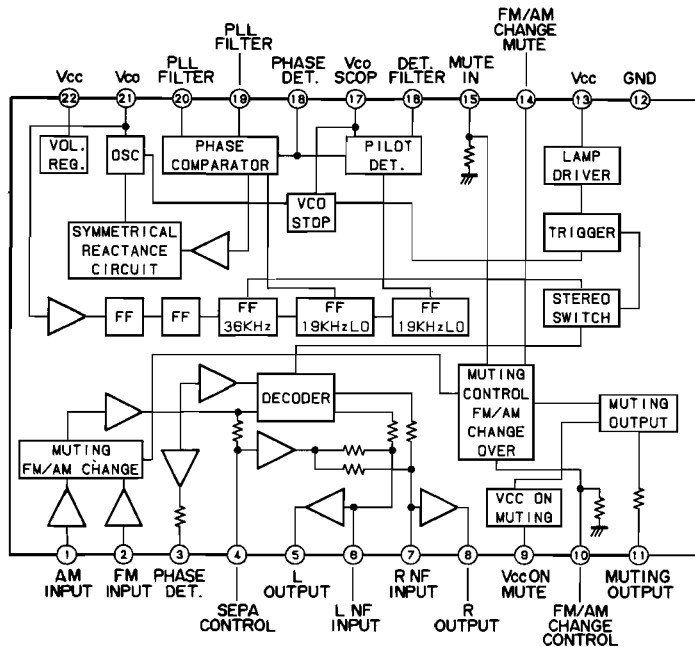 FM/AM
CHANGE
MUTE
PLL
FILTER
Vcc
Vco
PLL
FILTER
PHASE
DET.
Vco
SCOP
DET.
FILTER
MUTE
IN
Vcc
GND
22
21
20
19
18
17
16
15
14
13
12
VOL.
REG.
OSC
PHASE
COMPARATOR
PILOT
DET.
LAMP
DRIVER
VCO
STOP
SYMMETRICAL
REACTANCE
CIRCUIT
TRIGGER
FF
FF
FF
36KHz
FF
19KHzL0
FF
19KHzL0
STEREO
SWITCH
DECODER
MUTING
CONTROL
FM/AM
CHANGE
OVER
MUTING
OUTPUT
MUTING
FM/AM CHANGE
VCC ON
MUTING
1
2
3
4
5
6
7
8
9
10
11
AM
INPUT
FM
INPUT
PHASE
DET.
SEPA
CONTROL
L
OUTPUT
L NF
INPUT
R NF
INPUT
R
OUTPUT
Vcc ON
MUTE
FM/AM
CHANGE
CONTROL
MUTING
OUTPUT